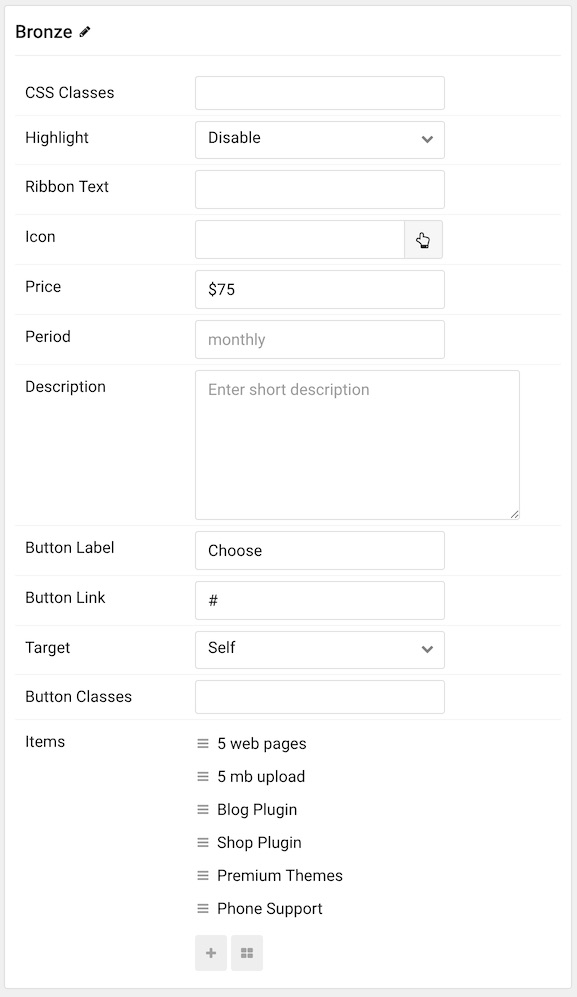 Bronze
CSS Classes
Highlight Disable
Ribbon Text
Icon
Price $75
Period monthly
Description Enter short description
Button Label Choose
Button Link #
Target Self
Button Classes
Items 5 web pages
5 mb upload
Blog Plugin
Shop Plugin
Premium Themes
Phone Support